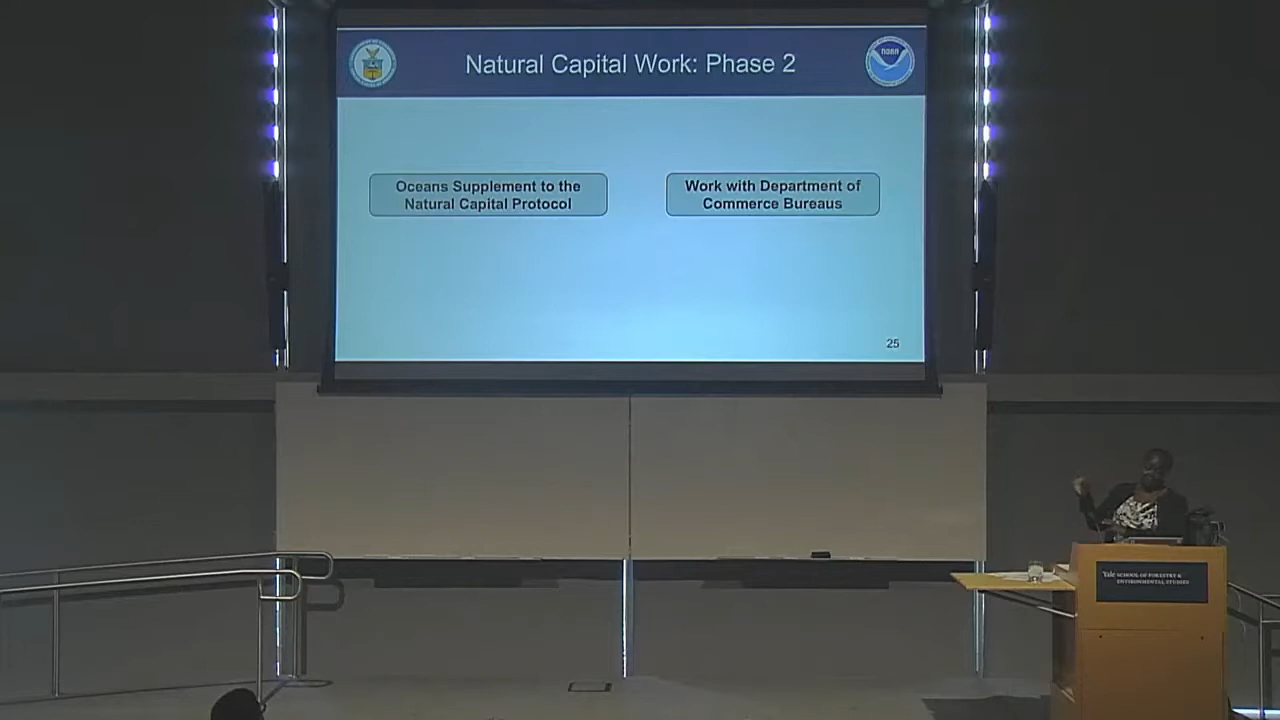 Natural Capital Work: Phase 2
NOAA
Oceans Supplement to the
Natural Capital Protocol
Work with Department of
Commerce Bureaus
25
Yale SCHOOL OF FORESTRY &
ENVIRONMENTAL STUDIES